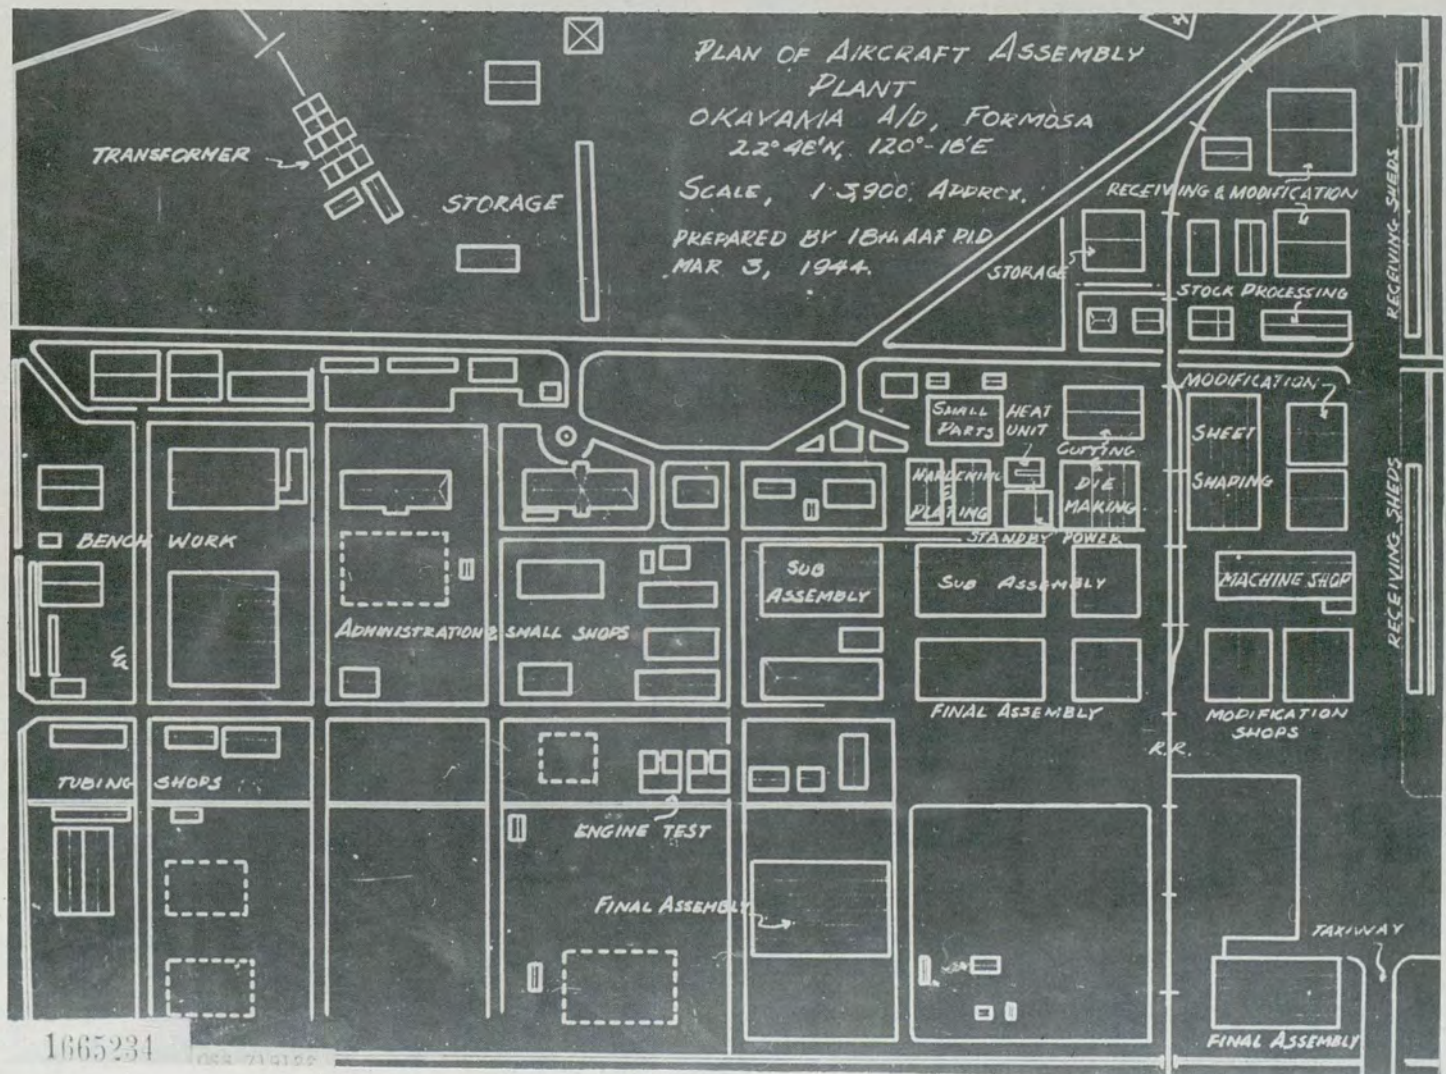 PLAN OF AIRCRAFT ASSEMBLY
PLANT
OKAYAMA A/D, FORMOSA
22°48'N, 120°-16'E
SCALE, 1:3,900. APPROX.
PREPARED BY 18th AAF P.I.D.
MAR 3, 1944.
TRANSFORMER
STORAGE
RECEIVING & MODIFICATION
STORAGE
STOCK PROCESSING
RECEIVING SHEDS
MODIFICATION
SMALL
PARTS
HEAT
UNIT
CUTTING
SHEET
SHAPING
HARDENING
&
PLATING
DIE
MAKING
STANDBY POWER
BENCH WORK
&
SUB
ASSEMBLY
SUB ASSEMBLY
MACHINE SHOP
RECEIVING SHEDS
ADMINISTRATION & SMALL SHOPS
FINAL ASSEMBLY
MODIFICATION
SHOPS
R.R.
TUBING SHOPS
ENGINE TEST
FINAL ASSEMBLY
TAXIWAY
FINAL ASSEMBLY
1665234